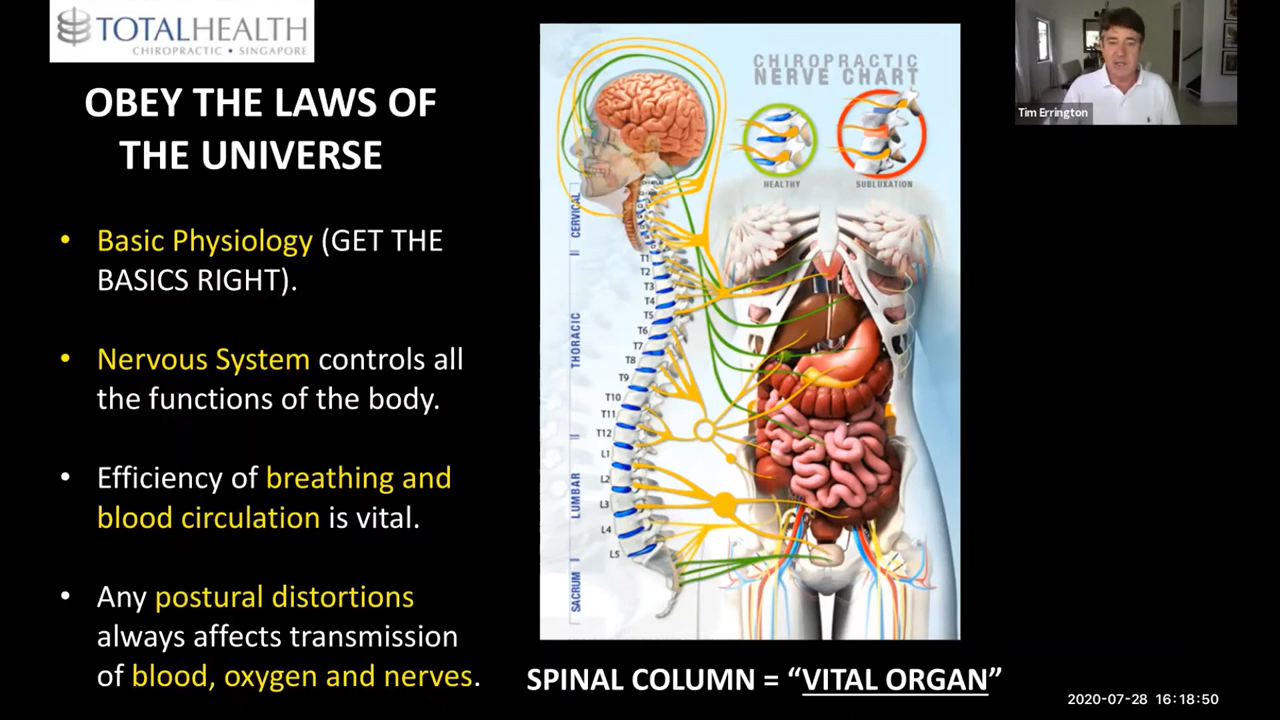 TOTALHEALTH
CHIROPRACTIC • SINGAPORE
OBEY THE LAWS OF
THE UNIVERSE
• Basic Physiology (GET THE
BASICS RIGHT).
• Nervous System controls all
the functions of the body.
• Efficiency of breathing and
blood circulation is vital.
• Any postural distortions
always affects transmission
of blood, oxygen and nerves.
CHIROPRACTIC
NERVE CHART
HEALTHY
SUBLUXATION
CERVICAL
THORACIC
LUMBAR
SACRUM
T1
T2
T3
T4
T5
T6
T7
T8
T9
T10
T11
T12
L1
L2
L3
L4
L5
SPINAL COLUMN = “VITAL ORGAN”
Tim Errington
2020-07-28 16:18:50